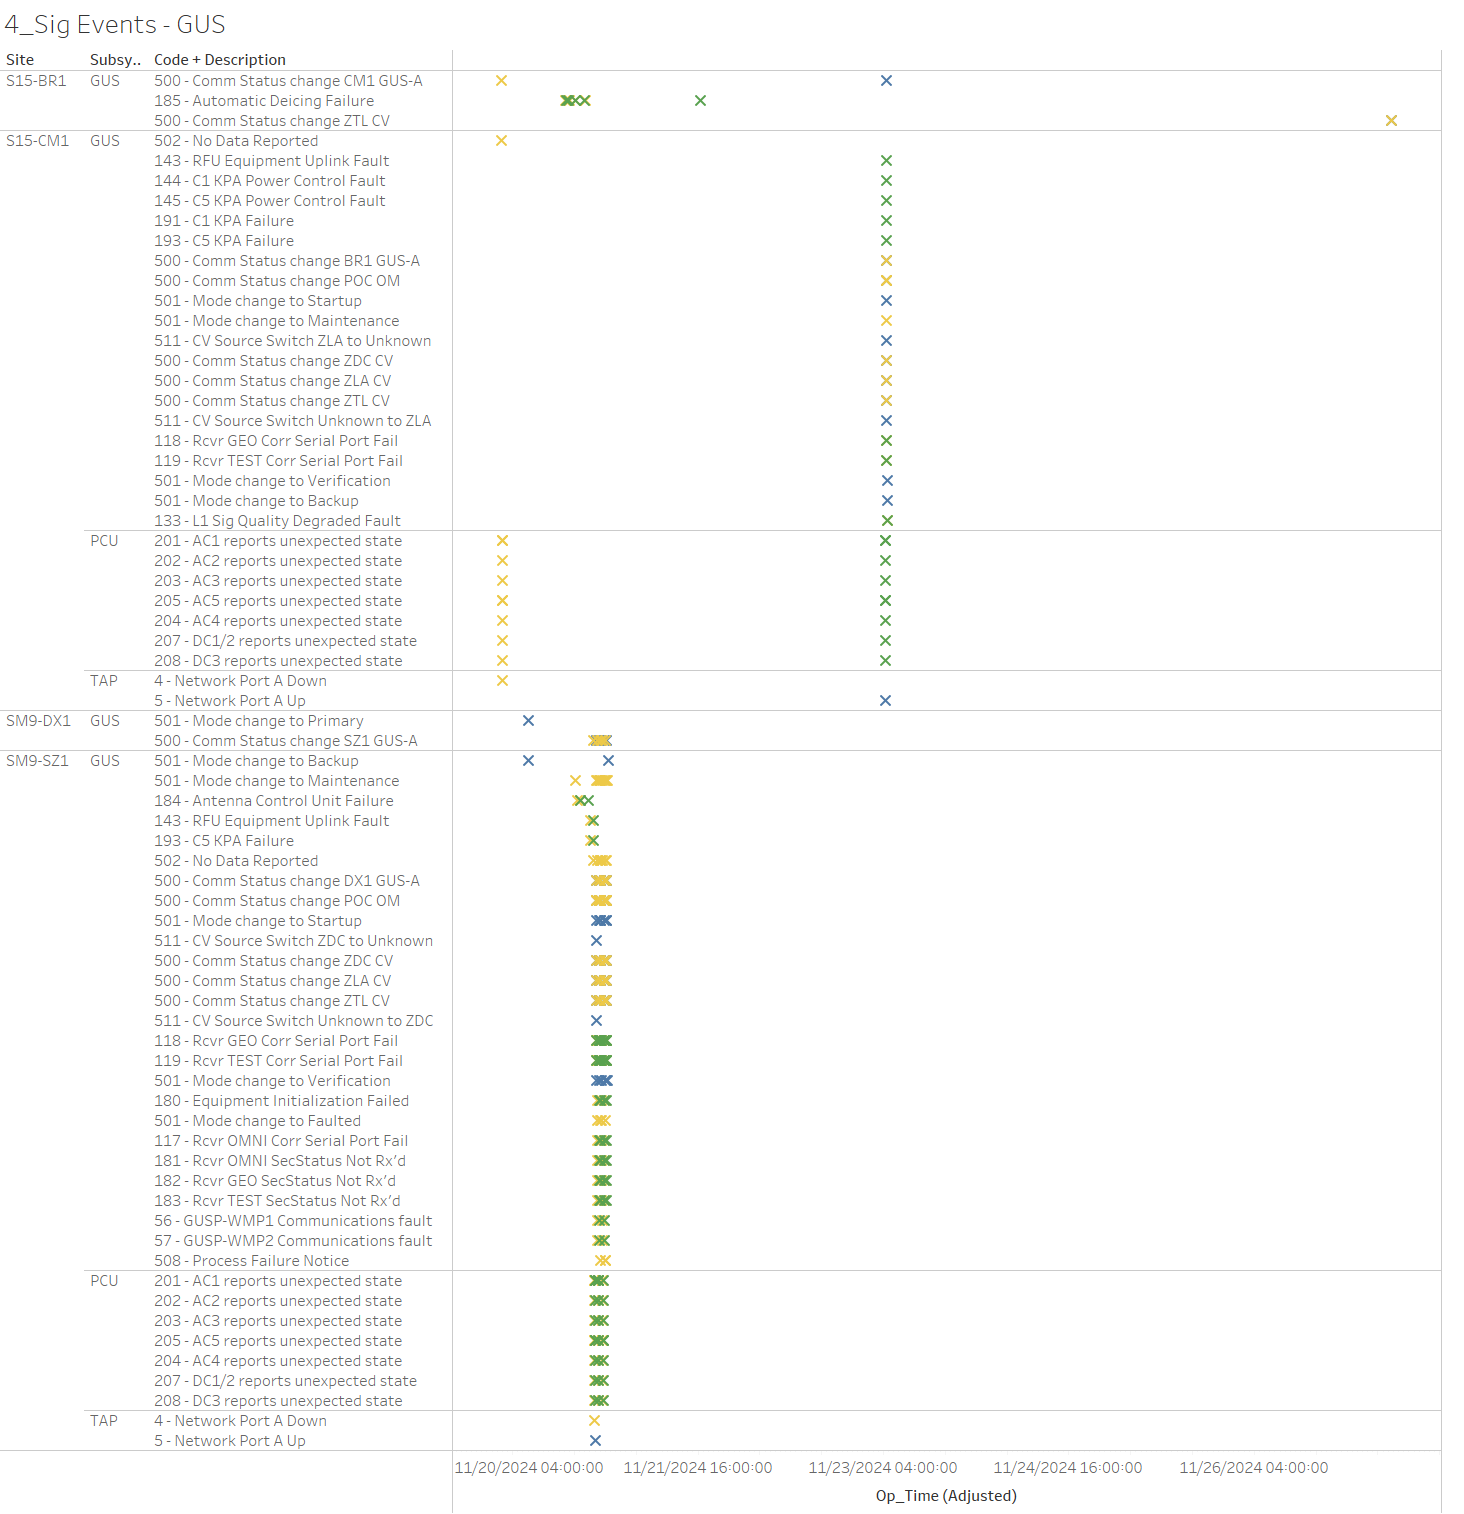 4_Sig Events - GUS
Site Subsy.. Code + Description
S15-BR1 GUS 500 - Comm Status change CM1 GUS-A
185 - Automatic Deicing Failure
500 - Comm Status change ZTL CV
S15-CM1 GUS 502 - No Data Reported
143 - RFU Equipment Uplink Fault
144 - C1 KPA Power Control Fault
145 - C5 KPA Power Control Fault
191 - C1 KPA Failure
193 - C5 KPA Failure
500 - Comm Status change BR1 GUS-A
500 - Comm Status change POC OM
501 - Mode change to Startup
501 - Mode change to Maintenance
511 - CV Source Switch ZLA to Unknown
500 - Comm Status change ZDC CV
500 - Comm Status change ZLA CV
500 - Comm Status change ZTL CV
511 - CV Source Switch Unknown to ZLA
118 - Rcvr GEO Corr Serial Port Fail
119 - Rcvr TEST Corr Serial Port Fail
501 - Mode change to Verification
501 - Mode change to Backup
133 - L1 Sig Quality Degraded Fault
PCU 201 - AC1 reports unexpected state
202 - AC2 reports unexpected state
203 - AC3 reports unexpected state
205 - AC5 reports unexpected state
204 - AC4 reports unexpected state
207 - DC1/2 reports unexpected state
208 - DC3 reports unexpected state
TAP 4 - Network Port A Down
5 - Network Port A Up
SM9-DX1 GUS 501 - Mode change to Primary
500 - Comm Status change SZ1 GUS-A
SM9-SZ1 GUS 501 - Mode change to Backup
501 - Mode change to Maintenance
184 - Antenna Control Unit Failure
143 - RFU Equipment Uplink Fault
193 - C5 KPA Failure
502 - No Data Reported
500 - Comm Status change DX1 GUS-A
500 - Comm Status change POC OM
501 - Mode change to Startup
511 - CV Source Switch ZDC to Unknown
500 - Comm Status change ZDC CV
500 - Comm Status change ZLA CV
500 - Comm Status change ZTL CV
511 - CV Source Switch Unknown to ZDC
118 - Rcvr GEO Corr Serial Port Fail
119 - Rcvr TEST Corr Serial Port Fail
501 - Mode change to Verification
180 - Equipment Initialization Failed
501 - Mode change to Faulted
117 - Rcvr OMNI Corr Serial Port Fail
181 - Rcvr OMNI SecStatus Not Rx'd
182 - Rcvr GEO SecStatus Not Rx'd
183 - Rcvr TEST SecStatus Not Rx'd
56 - GUSP-WMP1 Communications fault
57 - GUSP-WMP2 Communications fault
508 - Process Failure Notice
PCU 201 - AC1 reports unexpected state
202 - AC2 reports unexpected state
203 - AC3 reports unexpected state
205 - AC5 reports unexpected state
204 - AC4 reports unexpected state
207 - DC1/2 reports unexpected state
208 - DC3 reports unexpected state
TAP 4 - Network Port A Down
5 - Network Port A Up
11/20/2024 04:00:00 11/21/2024 16:00:00 11/23/2024 04:00:00 11/24/2024 16:00:00 11/26/2024 04:00:00
Op_Time (Adjusted)